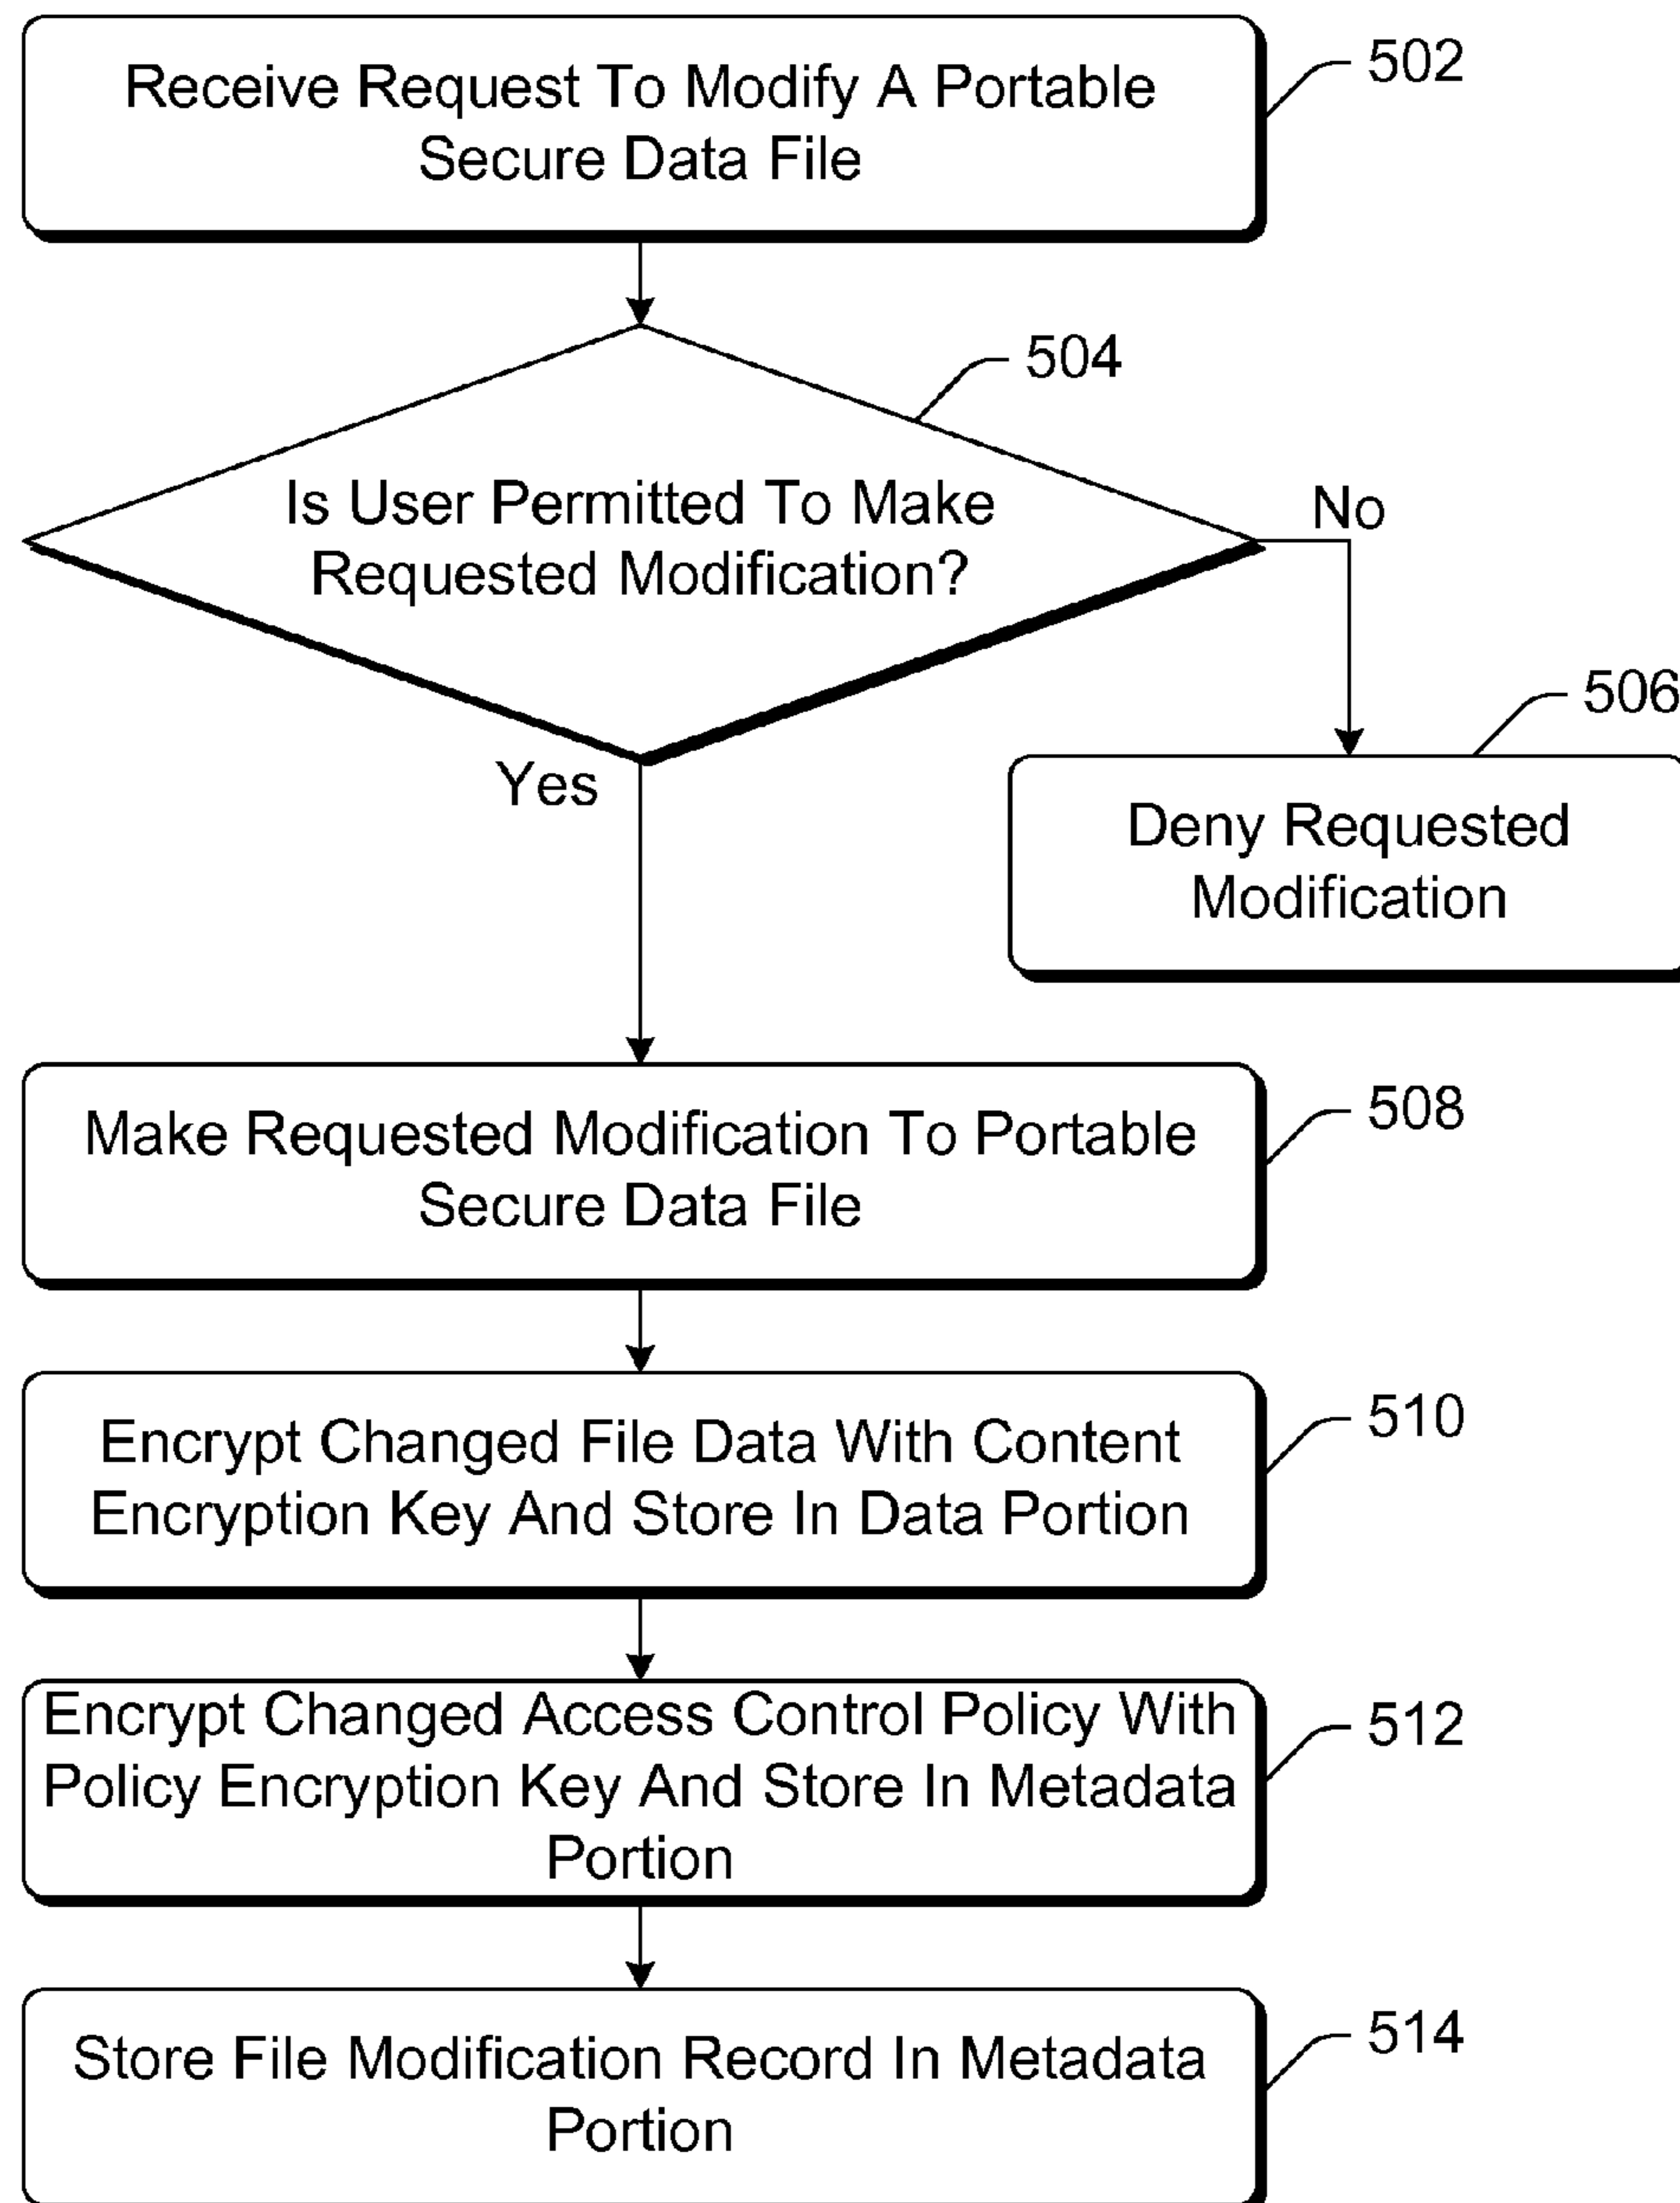 Receive Request To Modify A Portable
Secure Data File
502
504
Is User Permitted To Make
Requested Modification?
No
506
Yes
Deny Requested
Modification
Make Requested Modification To Portable
Secure Data File
508
Encrypt Changed File Data With Content
Encryption Key And Store In Data Portion
510
Encrypt Changed Access Control Policy With
Policy Encryption Key And Store In Metadata
Portion
512
Store File Modification Record In Metadata
Portion
514